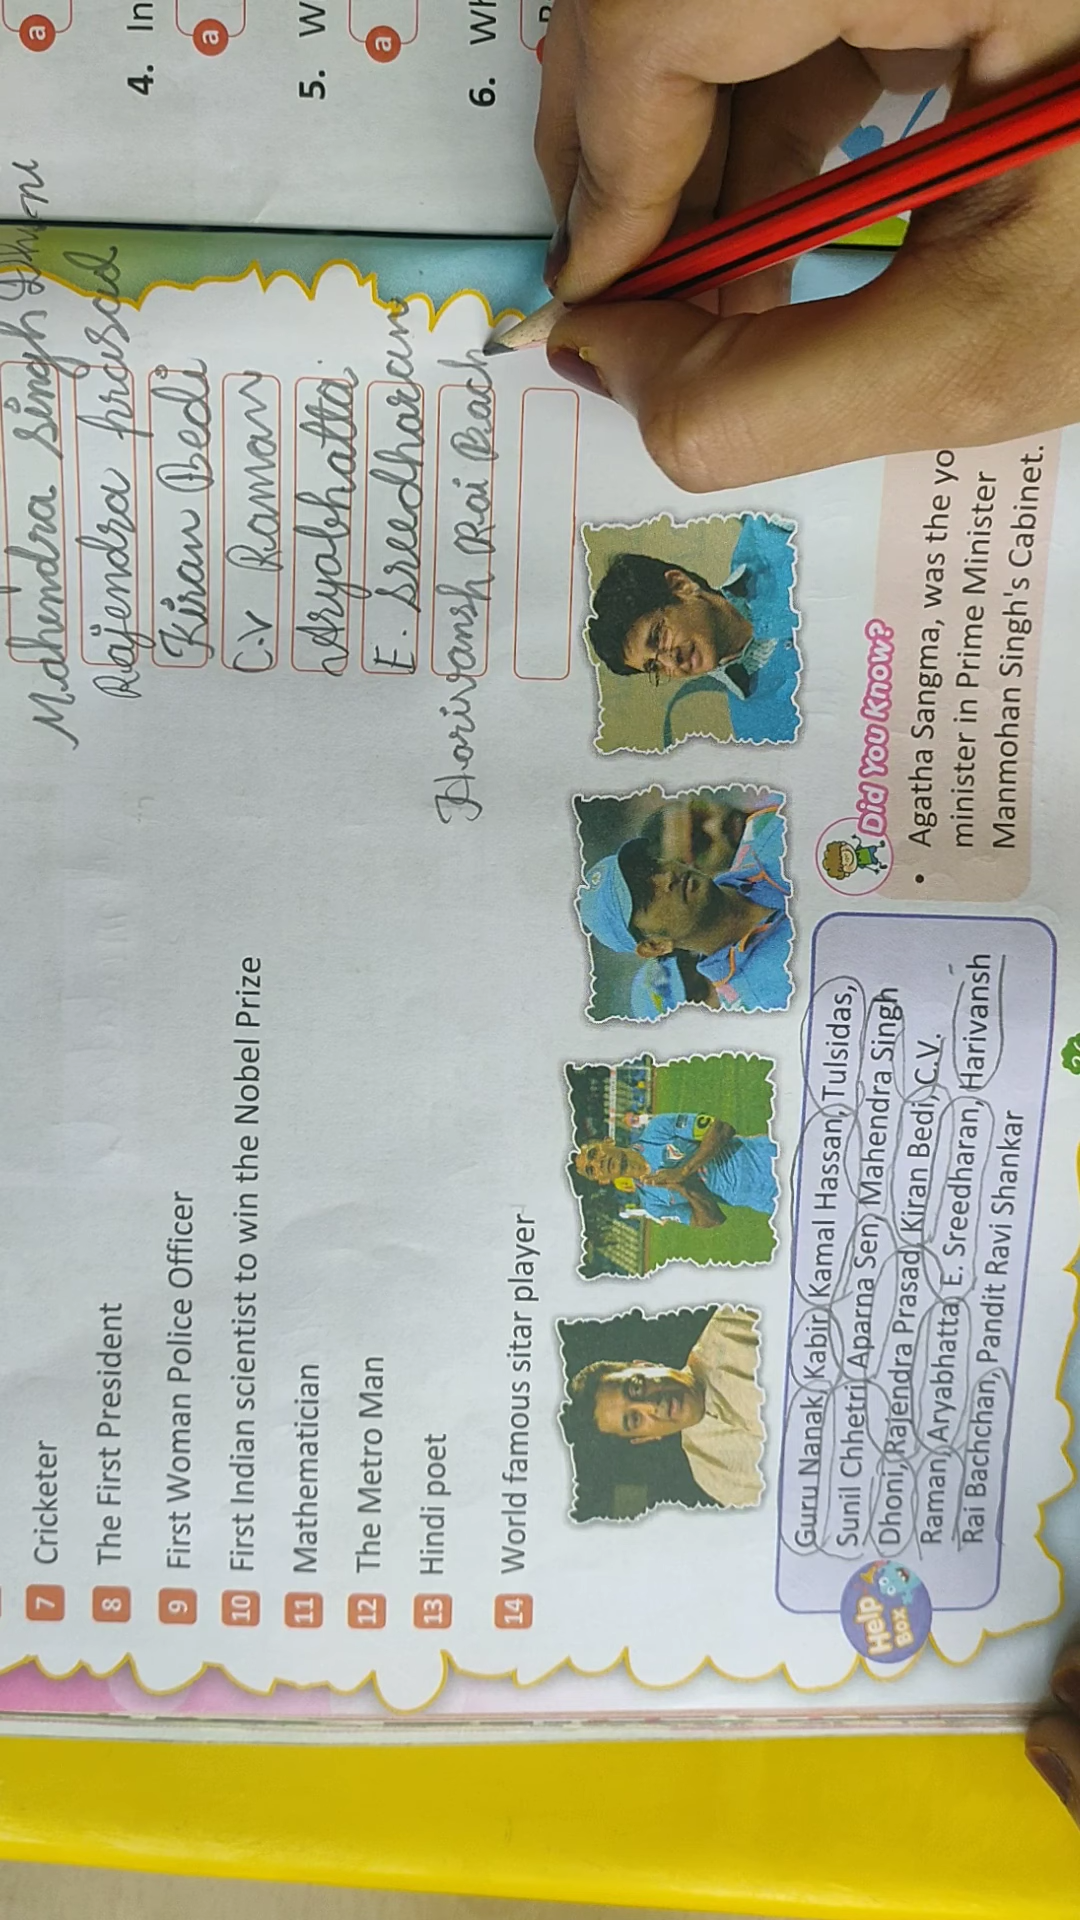 7 Cricketer Mahendra Singh Dhoni
8 The First President Rajendra prasad
9 First Woman Police Officer Kiran Bedi
10 First Indian scientist to win the Nobel Prize C.V Raman
11 Mathematician Aryabhatta
12 The Metro Man E. Sreedharan
13 Hindi poet Harivansh Rai Bach
14 World famous sitar player
Help
Box
Guru Nanak, Kabir, Kamal Hassan, Tulsidas,
Sunil Chhetri, Aparna Sen, Mahendra Singh
Dhoni, Rajendra Prasad, Kiran Bedi, C.V.
Raman, Aryabhatta, E. Sreedharan, Harivansh
Rai Bachchan, Pandit Ravi Shankar
Did You Know?
• Agatha Sangma, was the yo
minister in Prime Minister
Manmohan Singh's Cabinet.
a
4. In
a
5. W
a
6. Wh